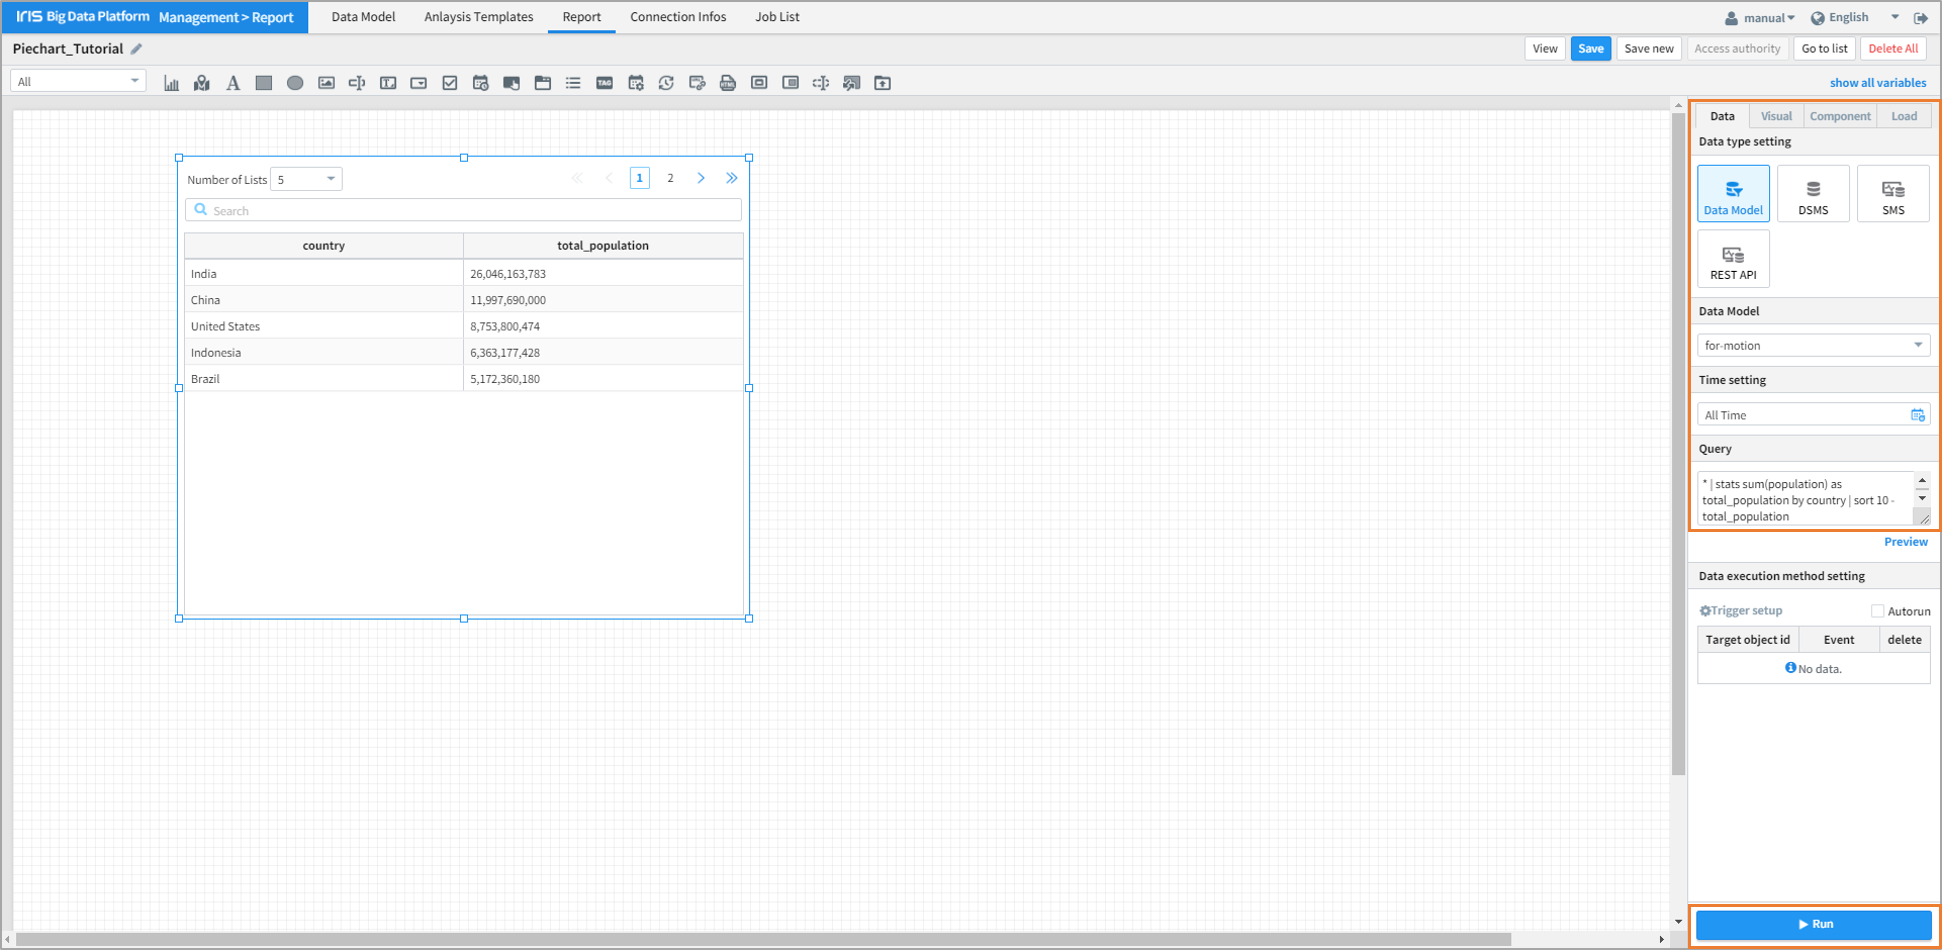 IRIS Big Data Platform Management > Report Data Model Anlaysis Templates Report Connection Infos Job List manual English
Piechart_Tutorial View Save Save new Access authority Go to list Delete All
All TAG HTML show all variables
Data Visual Component Load
Data type setting
Data Model DSMS SMS
REST API
Data Model
for-motion
Time setting
All Time
Query
* | stats sum(population) as
total_population by country | sort 10 -
total_population
Preview
Data execution method setting
Trigger setup Autorun
Target object id Event delete
No data.
Run
Number of Lists 5 1 2
Search
country total_population
India 26,046,163,783
China 11,997,690,000
United States 8,753,800,474
Indonesia 6,363,177,428
Brazil 5,172,360,180